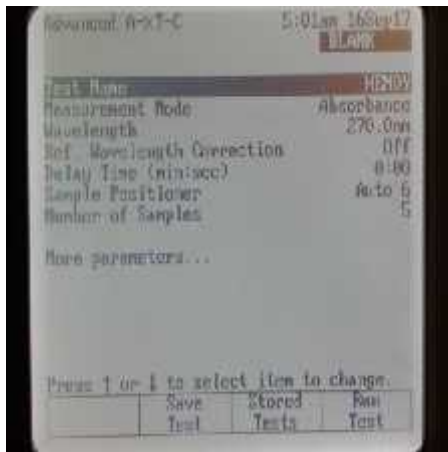 Advanced A-%T-C 5:01am 16Sep17
BLANK
Test Name
Measurement Mode Absorbance
Wavelength 270.0nm
Ref. Wavelength Correction Off
Delay Time (min:sec) 0:00
Sample Positioner Auto 6
Number of Samples 5
More parameters...
Press ↑ or ↓ to select item to change.
Save Stored Run
Test Tests Test